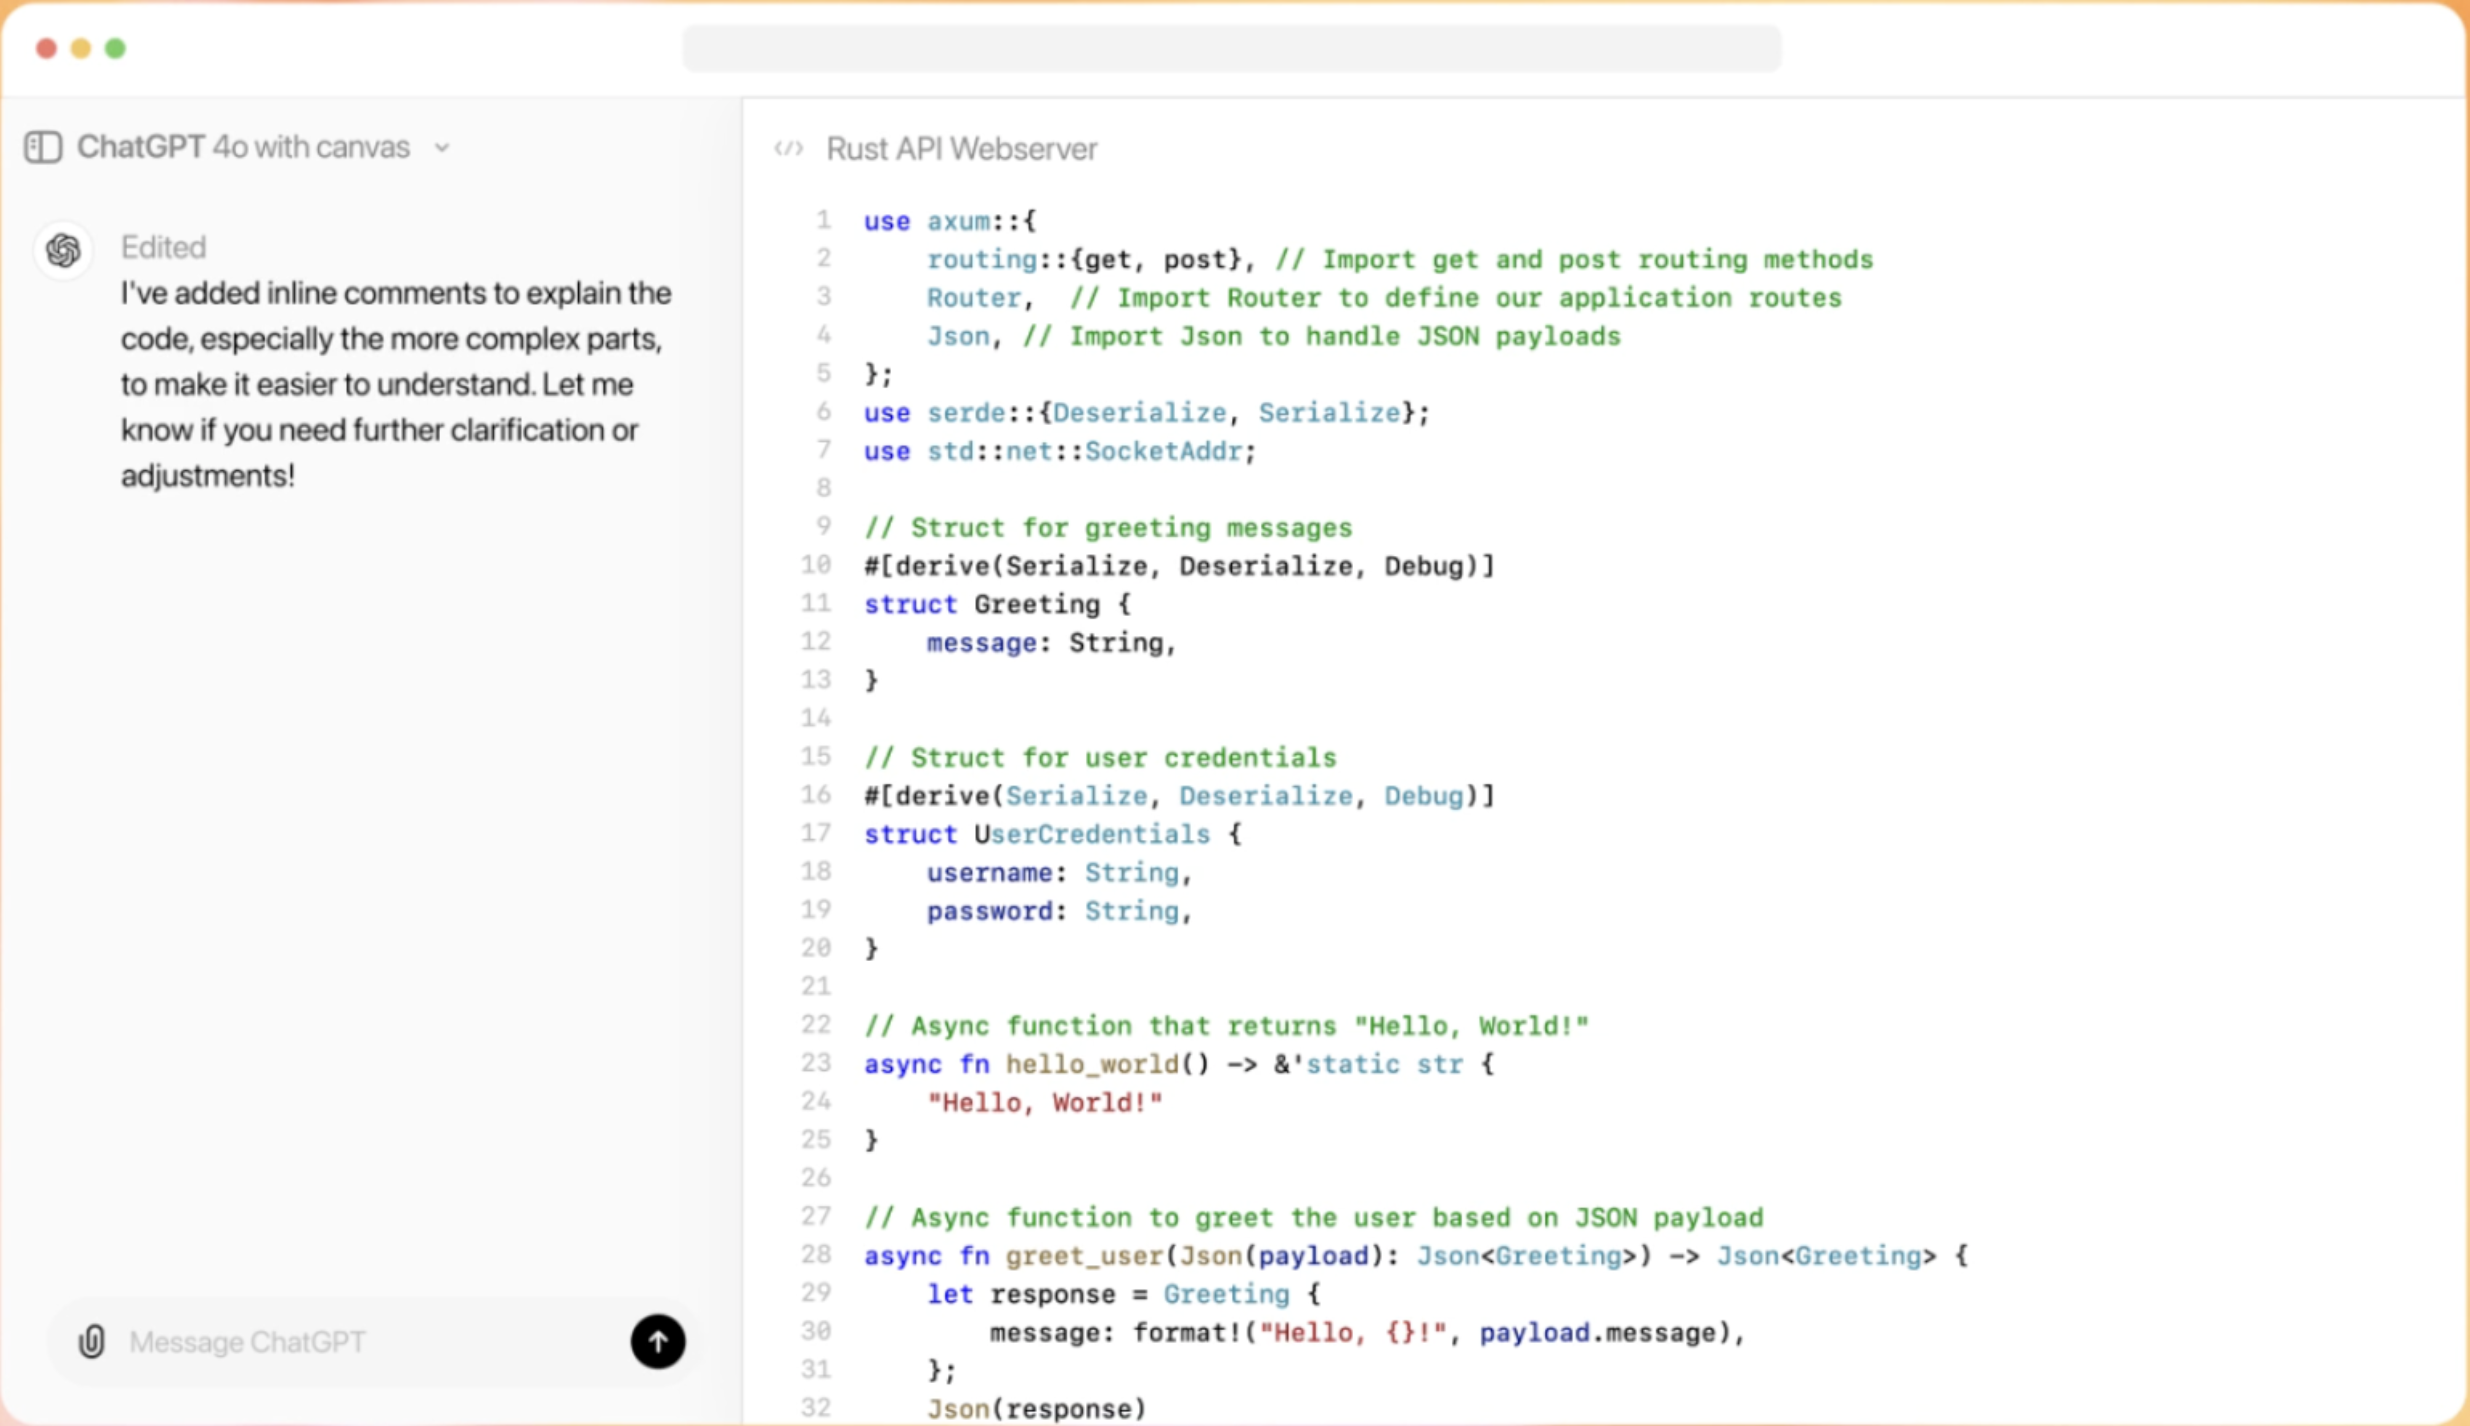 ChatGPT 4o with canvas
Edited
I've added inline comments to explain the
code, especially the more complex parts,
to make it easier to understand. Let me
know if you need further clarification or
adjustments!
Message ChatGPT
Rust API Webserver
1 use axum::{
2     routing::{get, post}, // Import get and post routing methods
3     Router,  // Import Router to define our application routes
4     Json, // Import Json to handle JSON payloads
5 };
6 use serde::{Deserialize, Serialize};
7 use std::net::SocketAddr;
8
9 // Struct for greeting messages
10 #[derive(Serialize, Deserialize, Debug)]
11 struct Greeting {
12     message: String,
13 }
14
15 // Struct for user credentials
16 #[derive(Serialize, Deserialize, Debug)]
17 struct UserCredentials {
18     username: String,
19     password: String,
20 }
21
22 // Async function that returns "Hello, World!"
23 async fn hello_world() -> &'static str {
24     "Hello, World!"
25 }
26
27 // Async function to greet the user based on JSON payload
28 async fn greet_user(Json(payload): Json<Greeting>) -> Json<Greeting> {
29     let response = Greeting {
30         message: format!("Hello, {}!", payload.message),
31     };
32     Json(response)